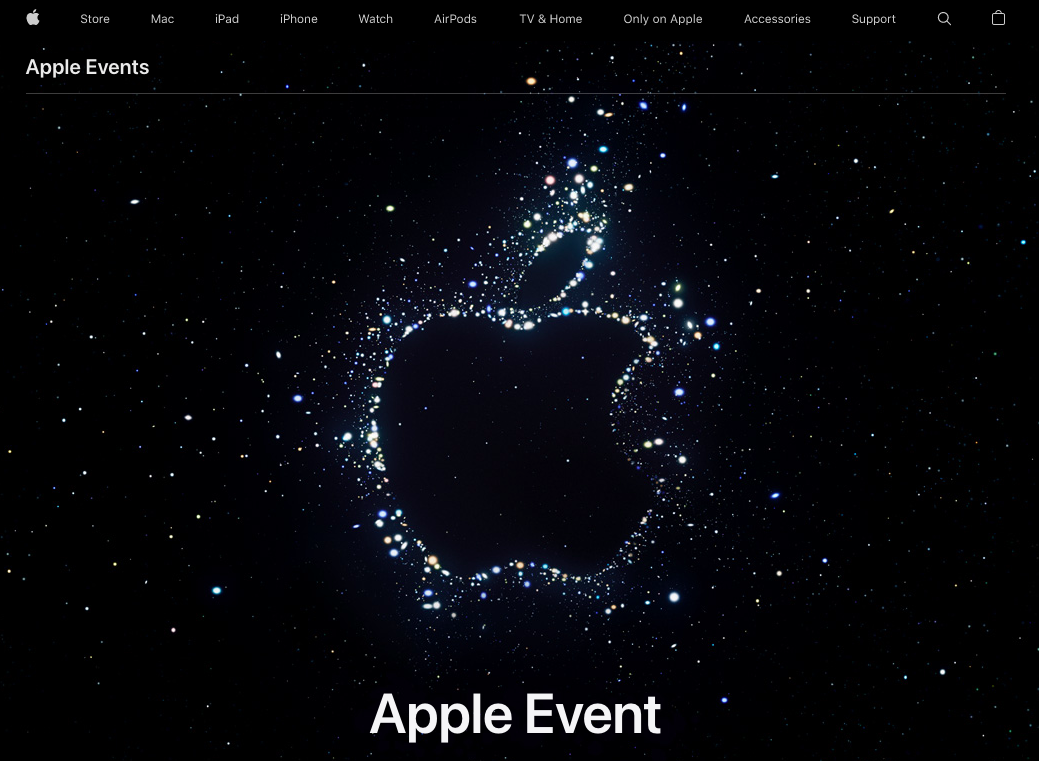 Store Mac iPad iPhone Watch AirPods TV & Home Only on Apple Accessories Support
Apple Events
Apple Event